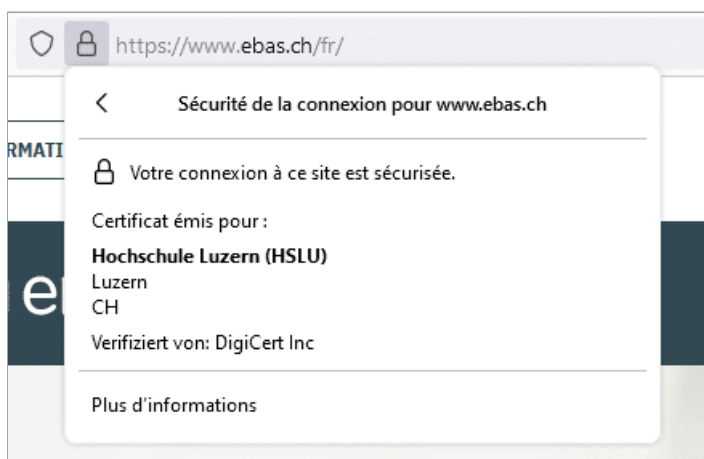 https://www.ebas.ch/fr/
Sécurité de la connexion pour www.ebas.ch
RMATI
Votre connexion à ce site est sécurisée.
Certificat émis pour :
Hochschule Luzern (HSLU)
Luzern
CH
e
Verifiziert von: DigiCert Inc
Plus d'informations